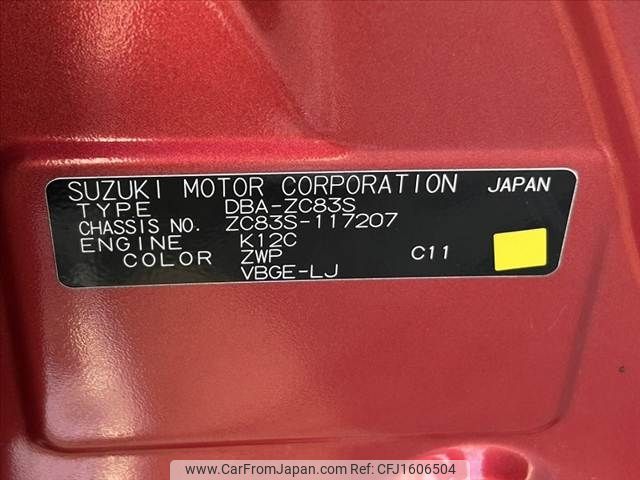 SUZUKI MOTOR CORPORATION JAPAN
TYPE DBA-ZC83S
CHASSIS NO. ZC83S-117207
ENGINE K12C
COLOR ZWP C11
VBGE-LJ
www.CarFromJapan.com CFJ1606504